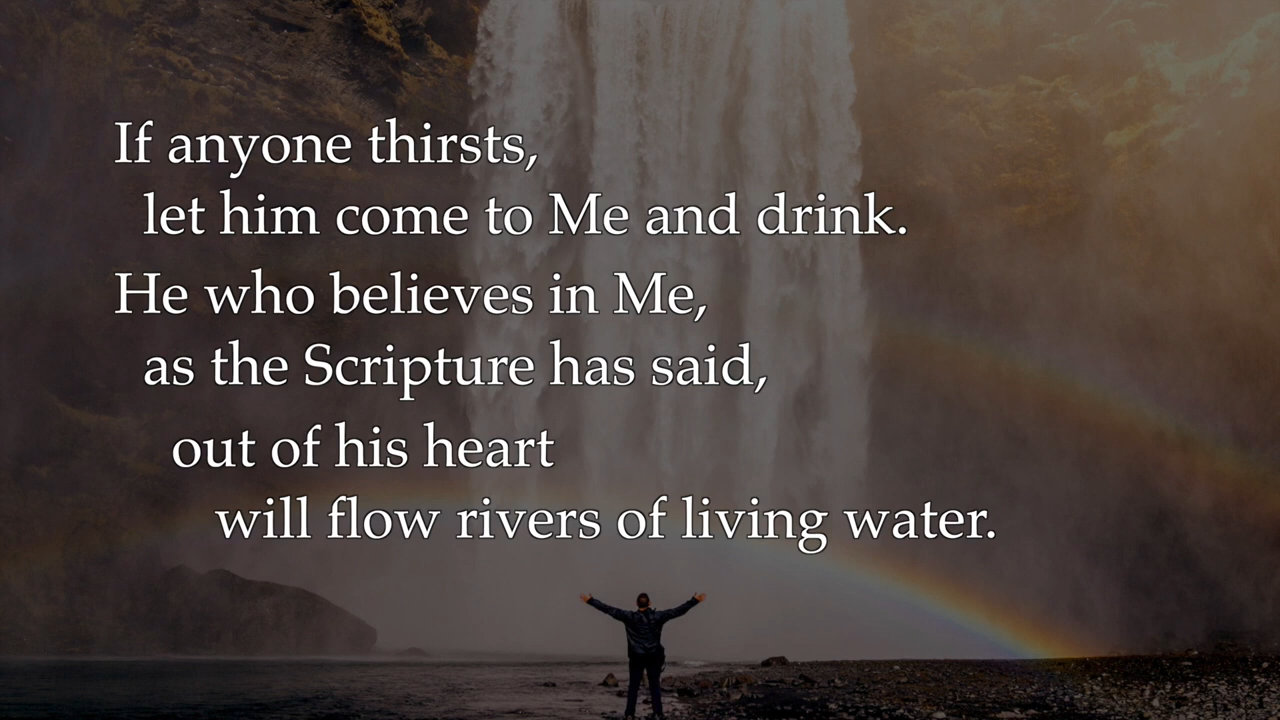 If anyone thirsts,
let him come to Me and drink.
He who believes in Me,
as the Scripture has said,
out of his heart
will flow rivers of living water.